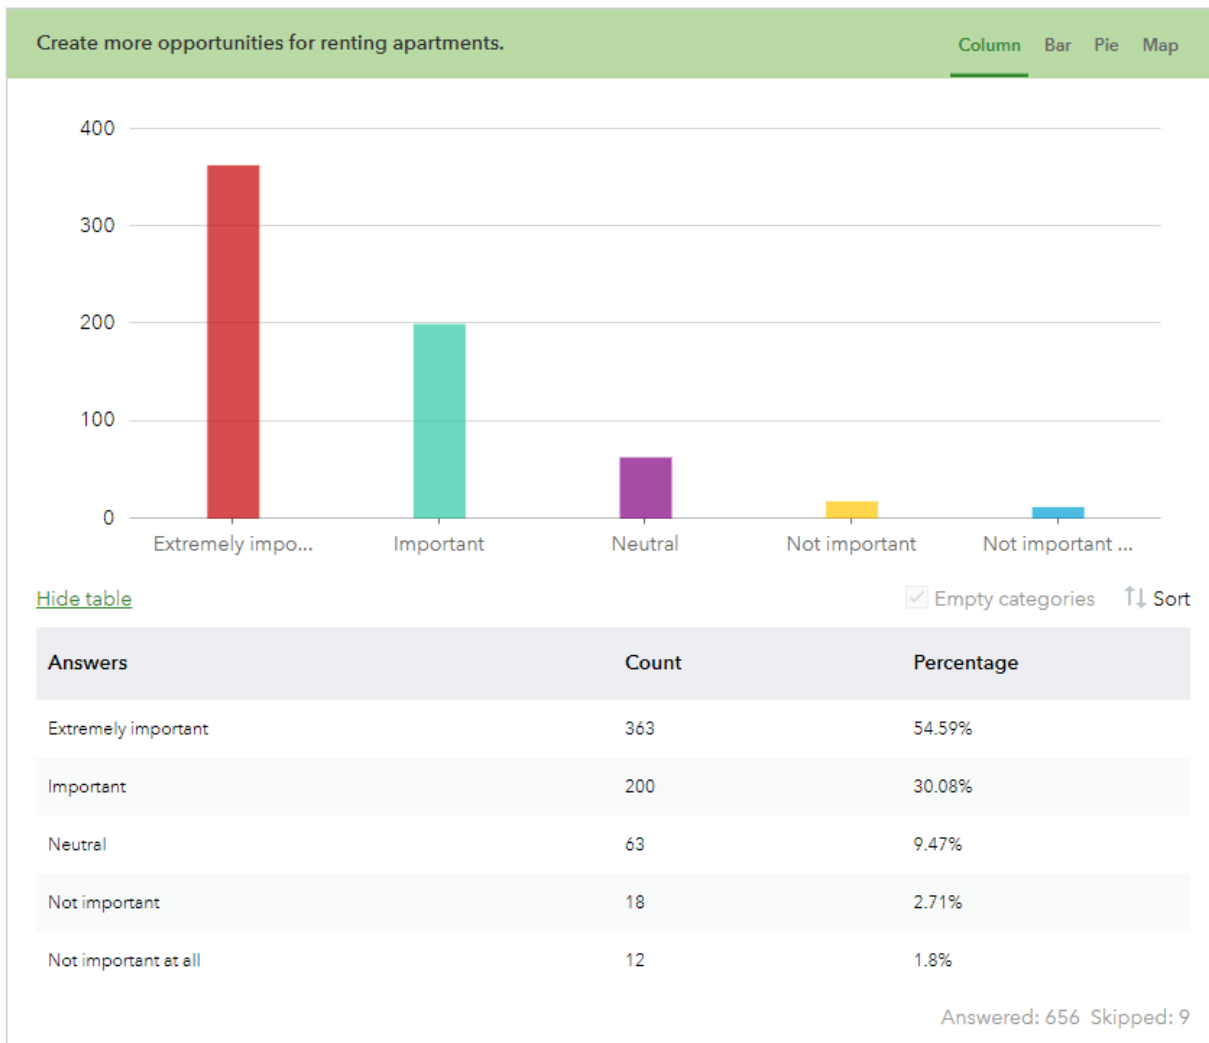 Create more opportunities for renting apartments.
Column Bar Pie Map
400
300
200
100
0
Extremely impo... Important Neutral Not important Not important ...
Hide table Empty categories Sort
Answers Count Percentage
Extremely important 363 54.59%
Important 200 30.08%
Neutral 63 9.47%
Not important 18 2.71%
Not important at all 12 1.8%
Answered: 656 Skipped: 9